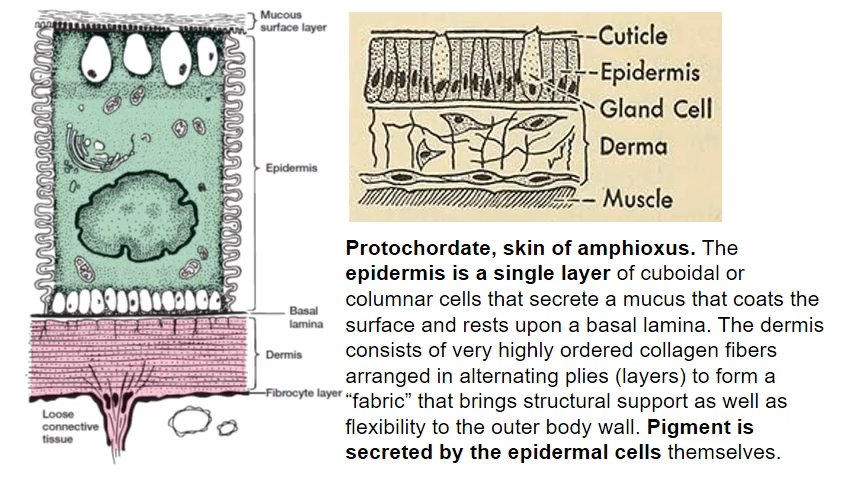 Mucous
surface layer
Epidermis
Basal
lamina
Dermis
Fibrocyte layer
Loose
connective
tissue
Cuticle
Epidermis
Gland Cell
Derma
Muscle
Protochordate, skin of amphioxus. The
epidermis is a single layer of cuboidal or
columnar cells that secrete a mucus that coats the
surface and rests upon a basal lamina. The dermis
consists of very highly ordered collagen fibers
arranged in alternating plies (layers) to form a
“fabric” that brings structural support as well as
flexibility to the outer body wall. Pigment is
secreted by the epidermal cells themselves.